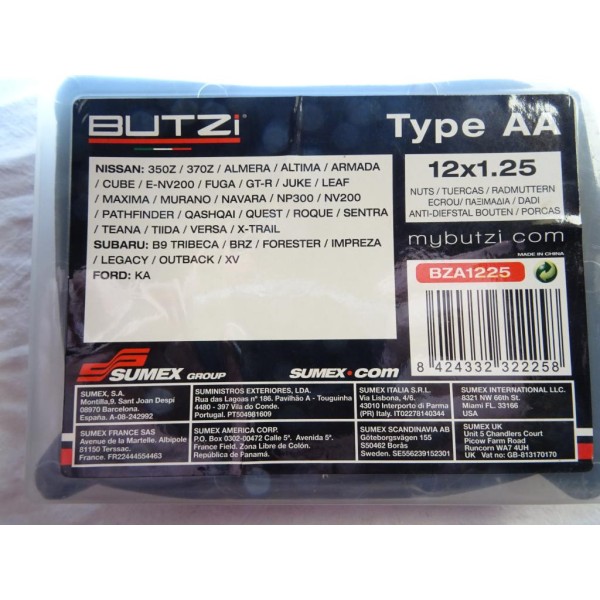 BUTZi
Type AA
NISSAN: 350Z / 370Z / ALMERA / ALTIMA / ARMADA
/ CUBE / E-NV200 / FUGA / GT-R / JUKE / LEAF
/ MAXIMA / MURANO / NAVARA / NP300 / NV200
/ PATHFINDER / QASHQAI / QUEST / ROQUE / SENTRA
/ TEANA / TIIDA / VERSA / X-TRAIL
SUBARU: B9 TRIBECA / BRZ / FORESTER / IMPREZA
/ LEGACY / OUTBACK / XV
FORD: KA
12x1.25
NUTS / TUERCAS / RADMUTTERN
ECROU / ΠΑΞΙΜΑΔΙΑ / DADI
ANTI-DIEFSTAL BOUTEN / PORCAS
mybutzi.com
MADE IN CHINA
BZA1225
8 424332 322258
SUMEX GROUP
SUMEX.COM
SUMEX, S.A.
Montilla,9. Sant Joan Despi
08970 Barcelona.
España. A-08-242992
SUMINISTROS EXTERIORES, LDA.
Rua das Lagoas n° 186. Pavilhão A - Touguinha
4480 - 397 Vila do Conde.
Portugal. PT504961609
SUMEX ITALIA S.R.L.
Via Lisbona, 4/6.
43010 Interporto di Parma
(PR) Italy. IT02278140344
SUMEX INTERNATIONAL LLC.
8321 NW 66th St.
Miami FL. 33166
USA
SUMEX FRANCE SAS
Avenue de la Martelle. Albipole
81150 Terssac.
France. FR22444554463
SUMEX AMERICA CORP.
P.O. Box 0302-00472 Calle 5ª. Avenida 5ª.
France Field. Zona Libre de Colón.
República de Panamá.
SUMEX SCANDINAVIA AB
Göteborgsvägen 155
S50462 Borås
Sweden. SE556239152301
SUMEX UK
Unit 5 Chandlers Court
Picow Farm Road
Runcorn WA7 4UH
UK Vat no: GB-813170170